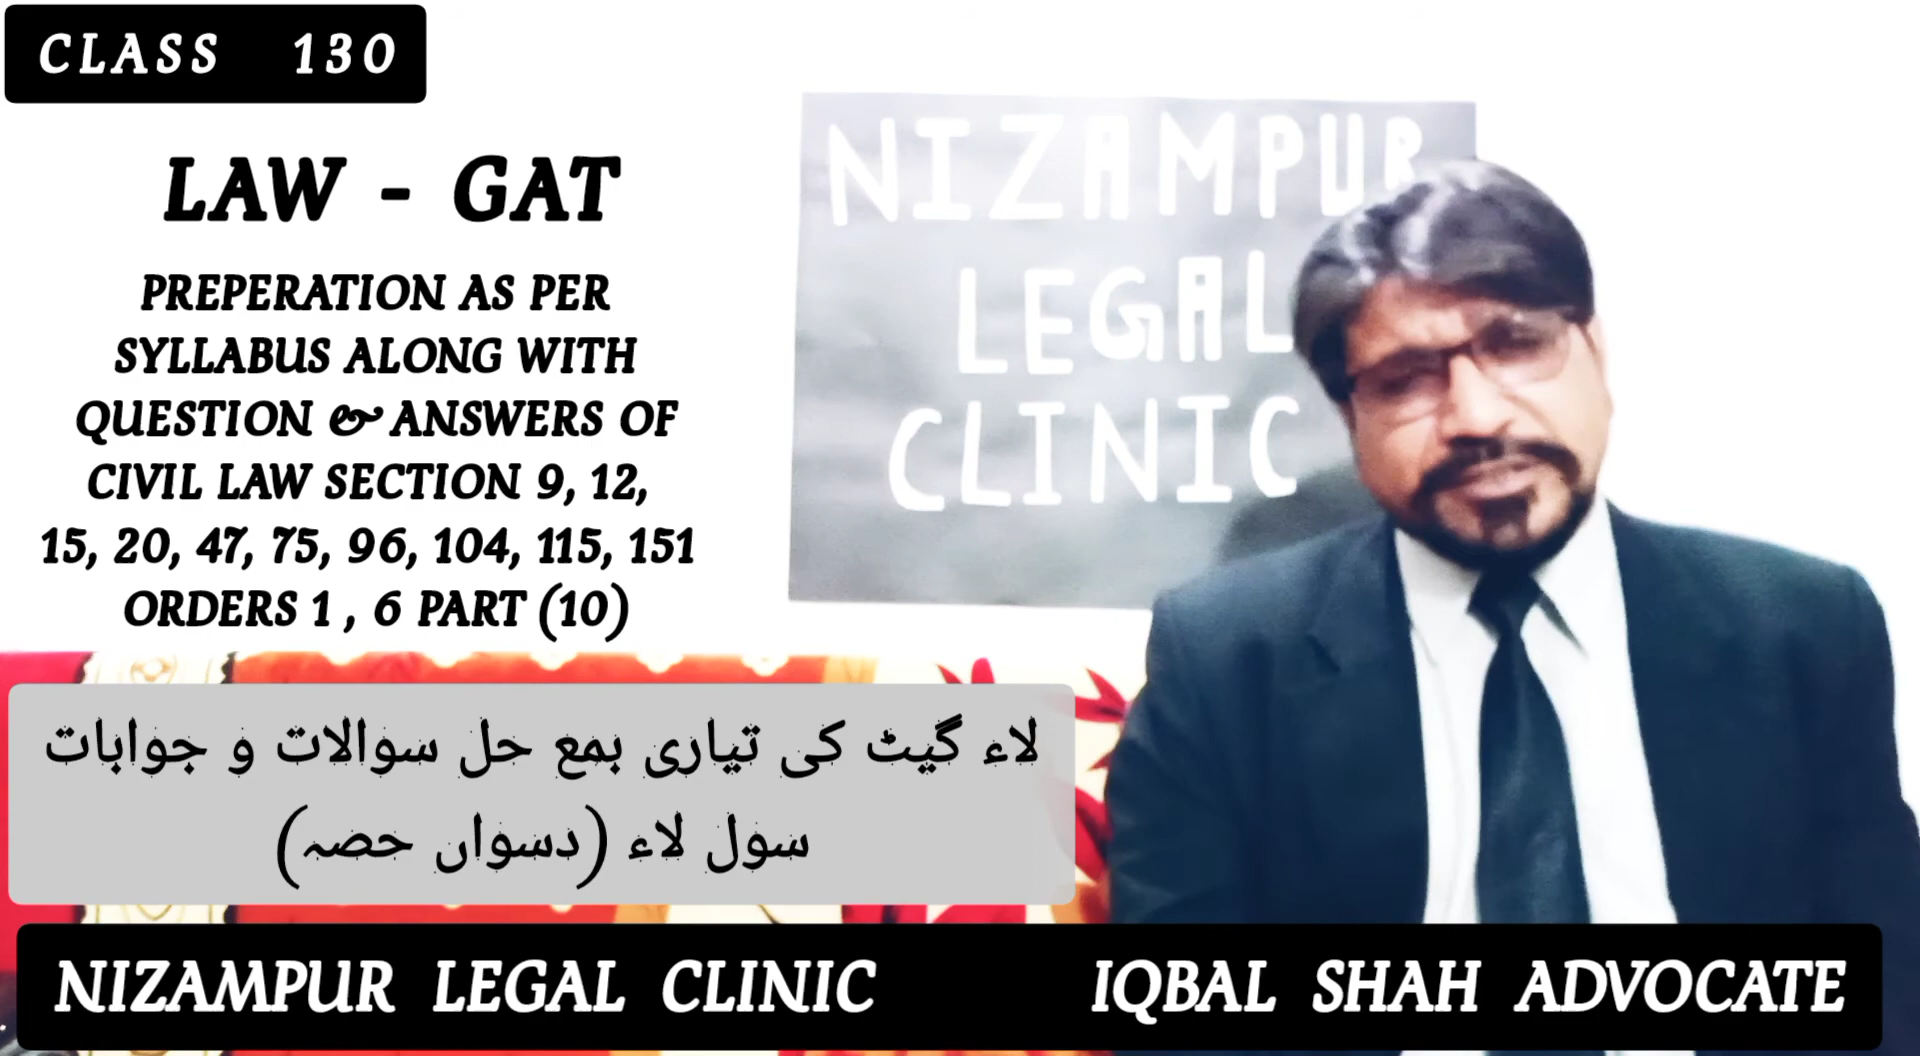 CLASS 130
LAW - GAT
PREPERATION AS PER
SYLLABUS ALONG WITH
QUESTION & ANSWERS OF
CIVIL LAW SECTION 9, 12,
15, 20, 47, 75, 96, 104, 115, 151
ORDERS 1 , 6 PART (10)
NIZAMPUR
LEGAL
CLINIC
لاء گیٹ کی تیاری بمع حل سوالات و جوابات
سول لاء (دسواں حصہ)
NIZAMPUR LEGAL CLINIC
IQBAL SHAH ADVOCATE